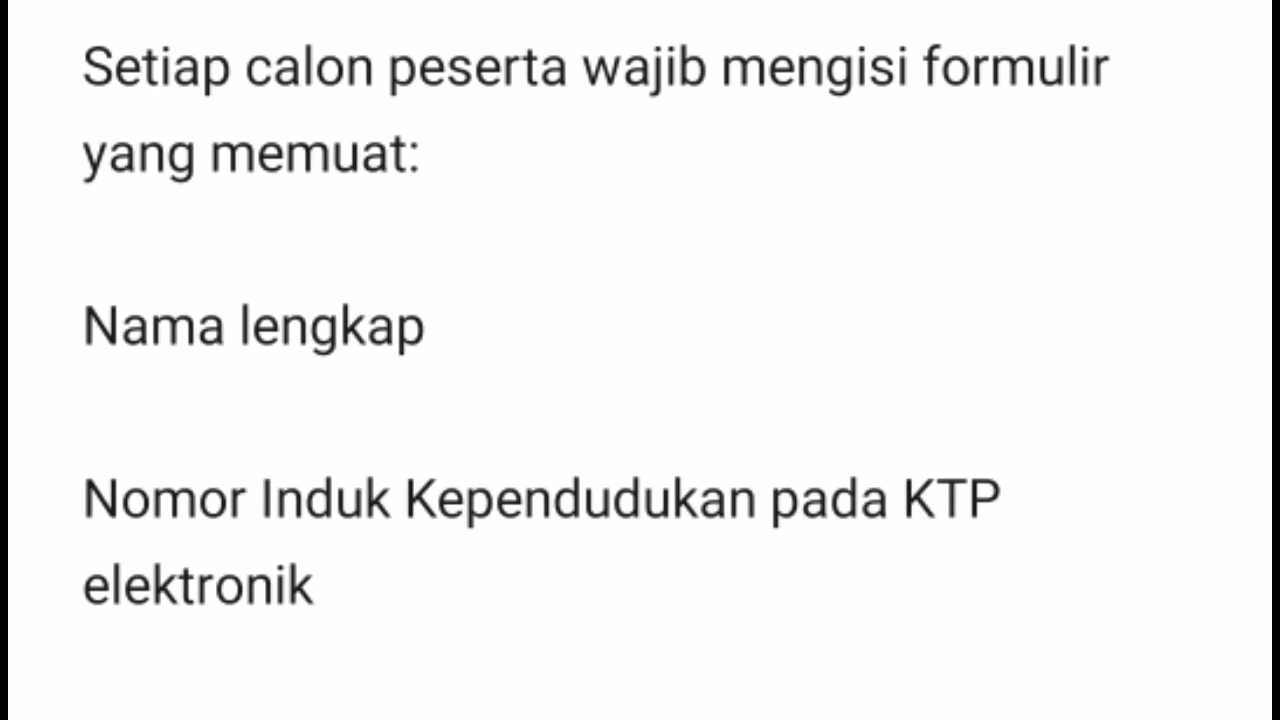 Setiap calon peserta wajib mengisi formulir
yang memuat:
Nama lengkap
Nomor Induk Kependudukan pada KTP
elektronik